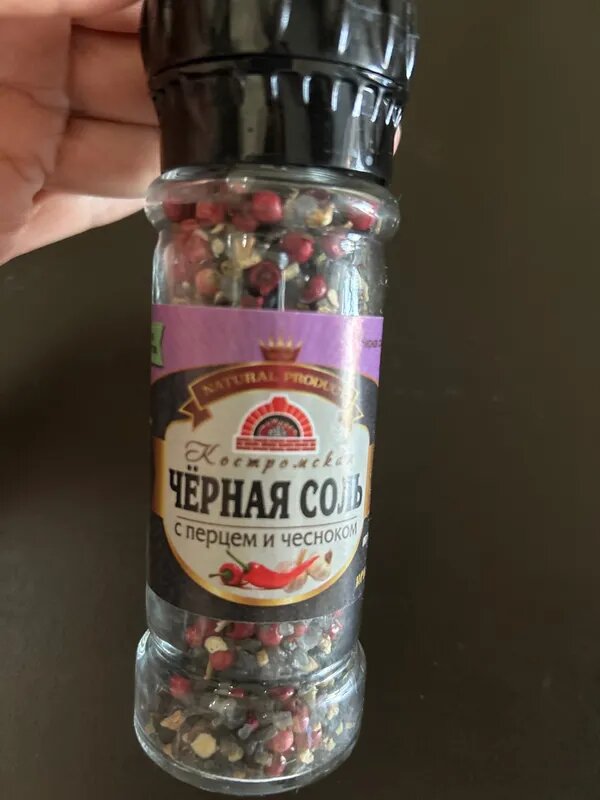 NATURAL PRODUCT
Костромская
ЧЁРНАЯ СОЛЬ
с перцем и чесноком